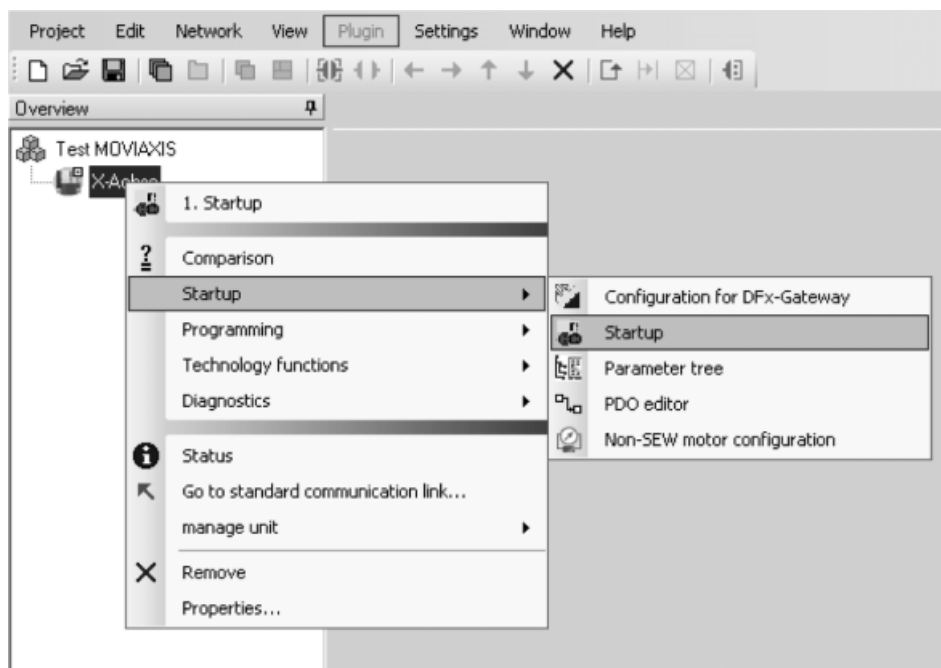 Project Edit Network View Plugin Settings Window Help
Overview
Test MOVIAXIS
1. Startup
Comparison
Startup
Programming
Technology functions
Diagnostics
Status
Go to standard communication link...
manage unit
Remove
Properties...
Configuration for DFx-Gateway
Startup
Parameter tree
PDO editor
Non-SEW motor configuration